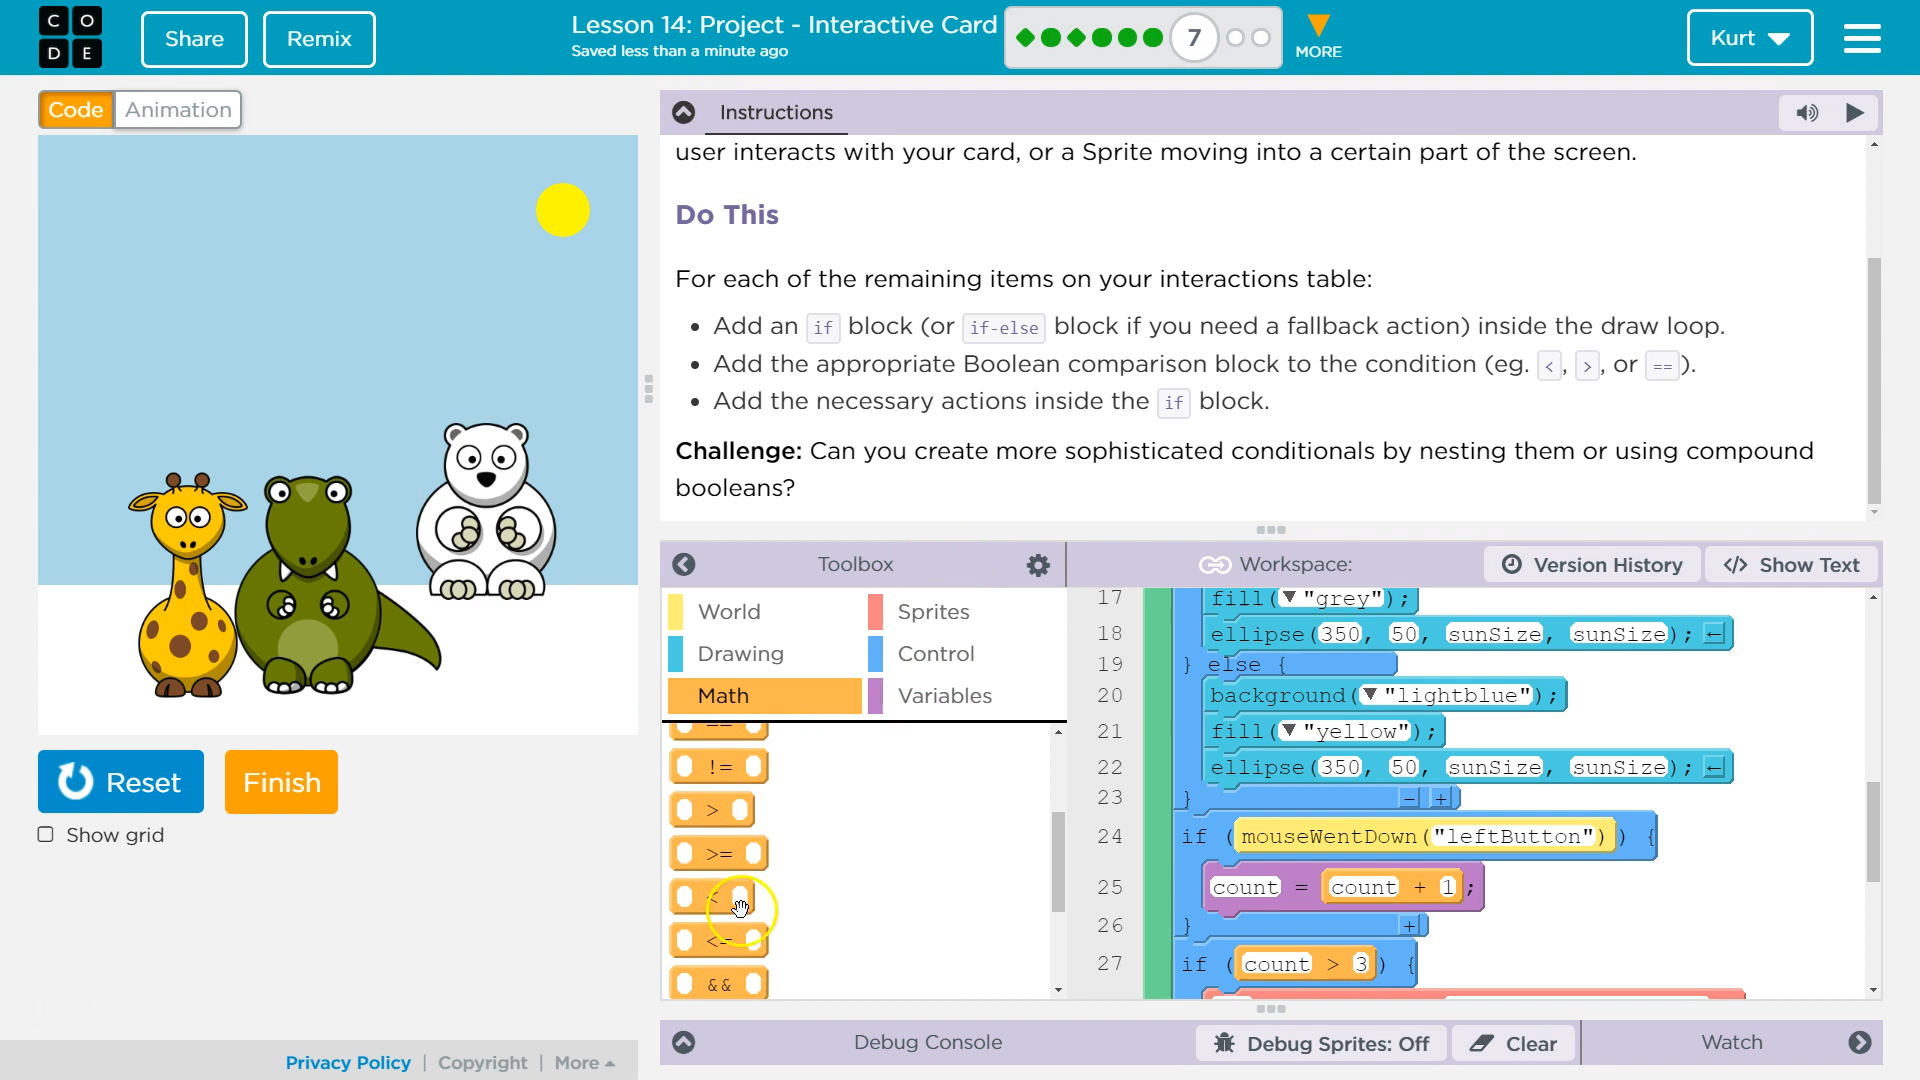 C O
D E
Share
Remix
Lesson 14: Project - Interactive Card
Saved less than a minute ago
7
MORE
Kurt
Code
Animation
Instructions
user interacts with your card, or a Sprite moving into a certain part of the screen.
Do This
For each of the remaining items on your interactions table:
Add an if block (or if-else block if you need a fallback action) inside the draw loop.
Add the appropriate Boolean comparison block to the condition (eg. <, >, or ==).
Add the necessary actions inside the if block.
Challenge: Can you create more sophisticated conditionals by nesting them or using compound
booleans?
Reset
Finish
Show grid
Toolbox
World
Sprites
Drawing
Control
Math
Variables
==
!=
>
>=
<
<=
&&
Workspace:
Version History
</> Show Text
17 fill("grey");
18 ellipse(350, 50, sunSize, sunSize);
19 } else {
20 background("lightblue");
21 fill("yellow");
22 ellipse(350, 50, sunSize, sunSize);
23 } - +
24 if (mouseWentDown("leftButton")) {
25 count = count + 1;
26 } +
27 if (count > 3) {
Debug Console
Debug Sprites: Off
Clear
Watch
Privacy Policy | Copyright | More